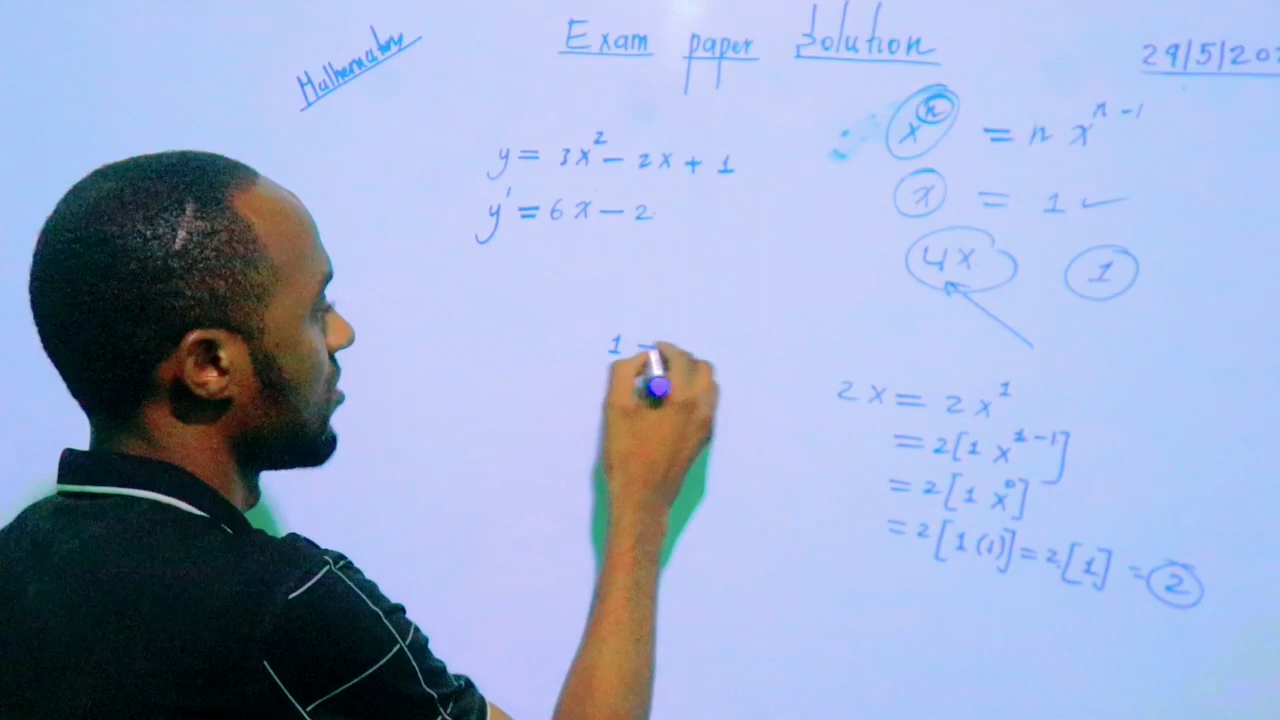 Mathematics
Exam paper Solution
29/5/202
y = 3x² - 2x + 1
y' = 6x - 2
1 -
xⁿ = n xⁿ⁻¹
x = 1 ✓
4x 1
2x = 2x¹
= 2[1 x¹⁻¹]
= 2[1 x⁰]
= 2[1(1)] = 2[1] = 2